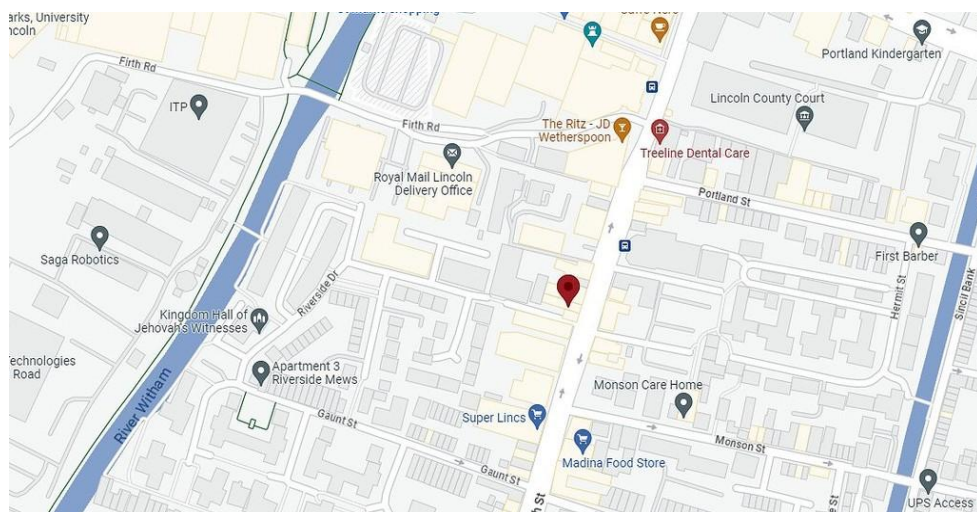 arks, University
ncoln
Firth Rd
ITP
Firth Rd
Royal Mail Lincoln
Delivery Office
The Ritz - JD
Wetherspoon
Treeline Dental Care
Lincoln County Court
Portland Kindergarten
Portland St
First Barber
Hermit St
Sincil Bank
Saga Robotics
Riverside Dr
Kingdom Hall of
Jehovah's Witnesses
echnologies
Road
River Witham
Apartment 3
Riverside Mews
Gaunt St
Gaunt St
Super Lincs
Monson Care Home
Madina Food Store
Monson St
UPS Access
h St
e St